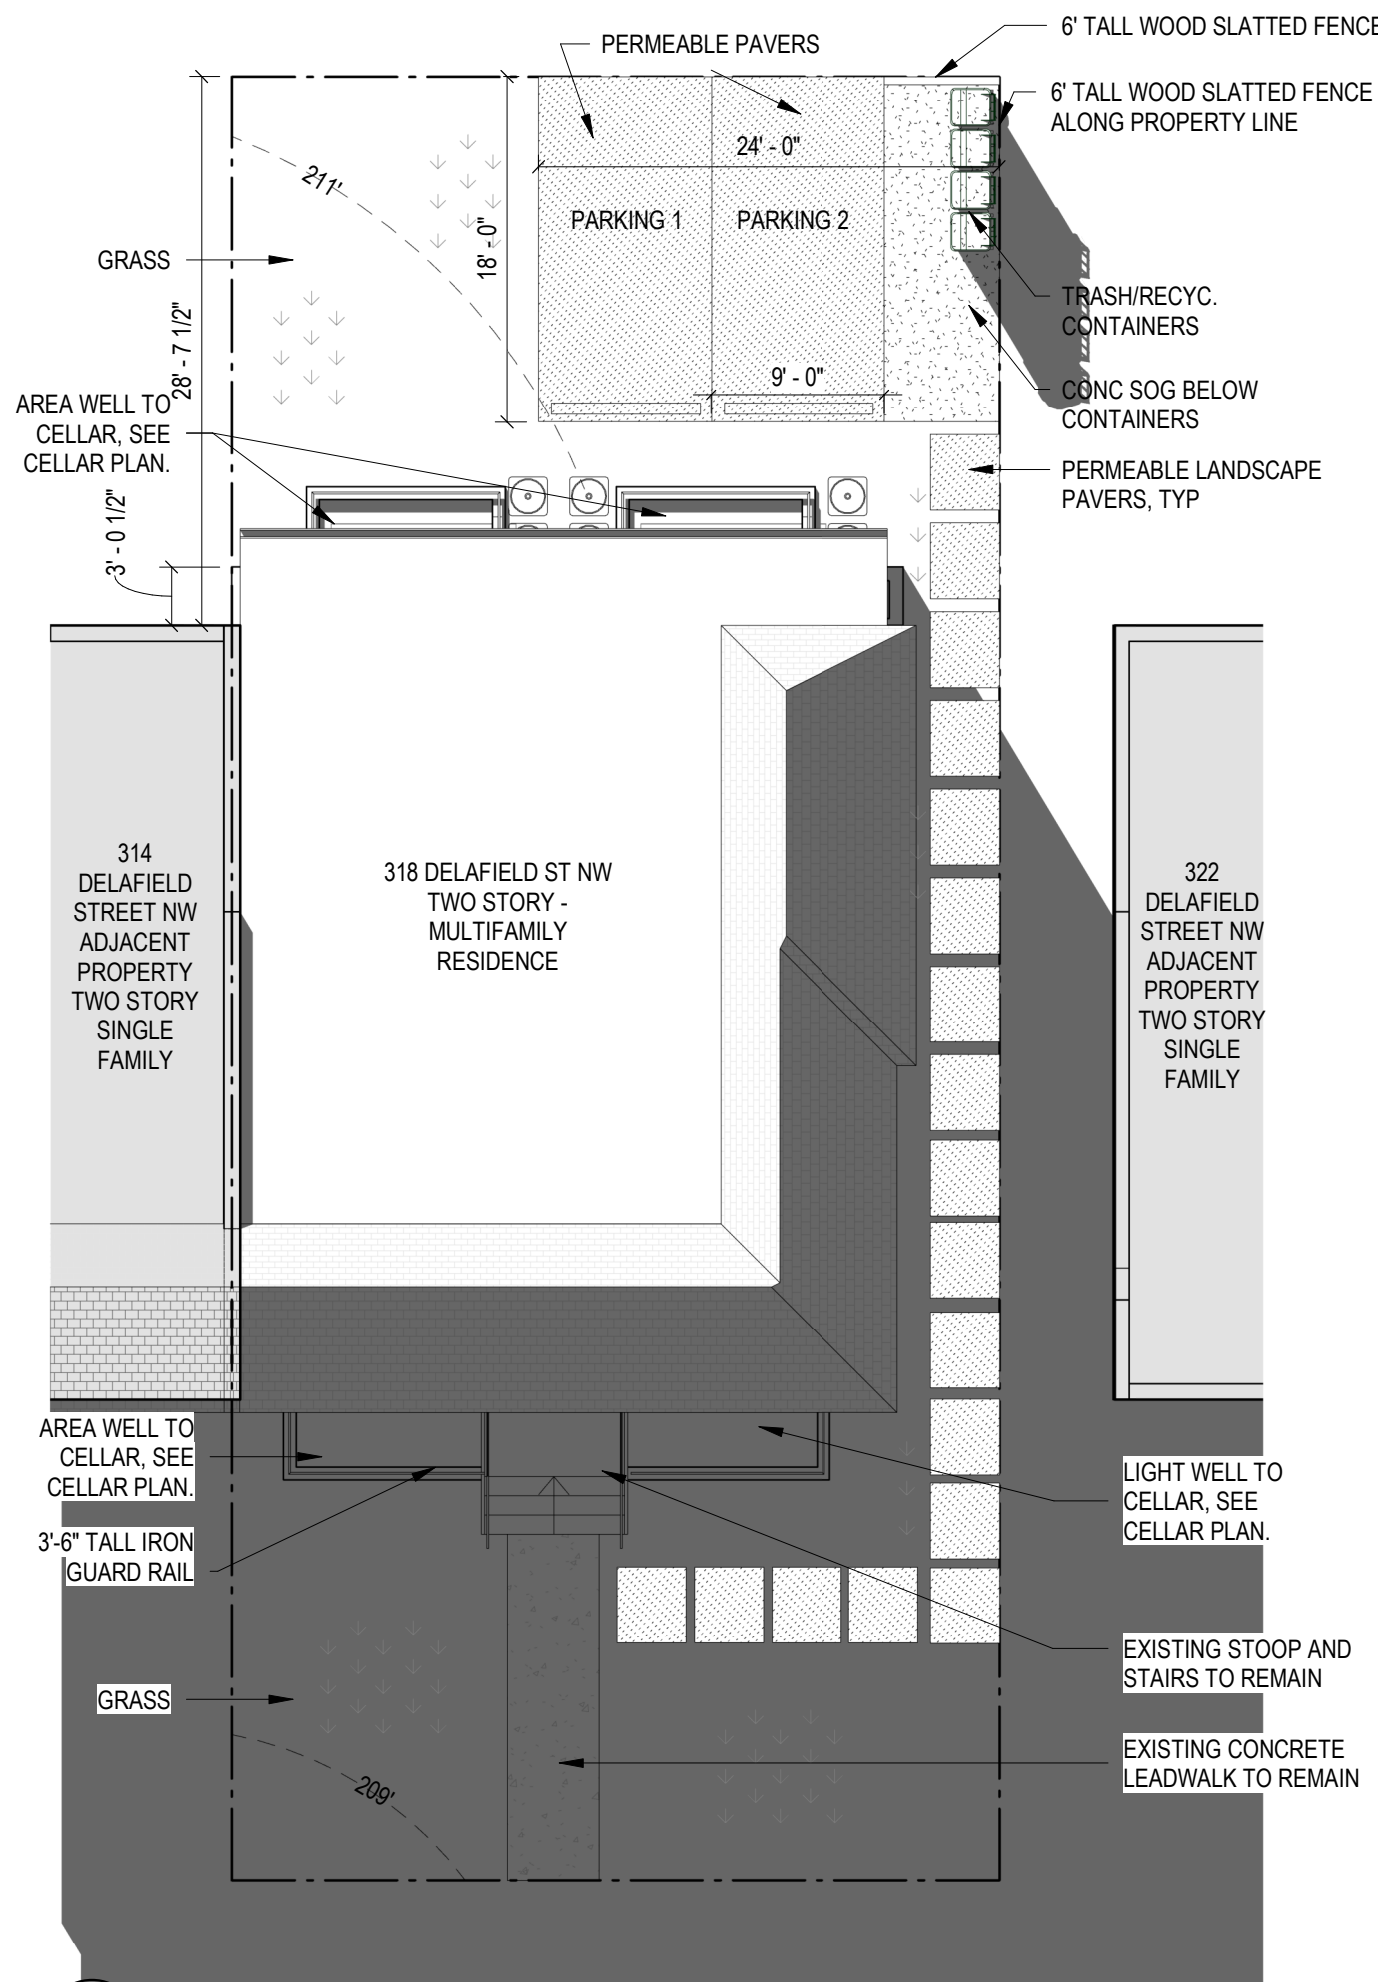 6' TALL WOOD SLATTED FENCE
PERMEABLE PAVERS
6' TALL WOOD SLATTED FENCE
ALONG PROPERTY LINE
24' - 0"
211'
PARKING 1
PARKING 2
18' - 0"
GRASS
TRASH/RECYC.
CONTAINERS
28' - 7 1/2"
9' - 0"
CONC SOG BELOW
CONTAINERS
AREA WELL TO
CELLAR, SEE
CELLAR PLAN.
PERMEABLE LANDSCAPE
PAVERS, TYP
3' - 0 1/2"
314
DELAFIELD
STREET NW
ADJACENT
PROPERTY
TWO STORY
SINGLE
FAMILY
318 DELAFIELD ST NW
TWO STORY -
MULTIFAMILY
RESIDENCE
322
DELAFIELD
STREET NW
ADJACENT
PROPERTY
TWO STORY
SINGLE
FAMILY
AREA WELL TO
CELLAR, SEE
CELLAR PLAN.
LIGHT WELL TO
CELLAR, SEE
CELLAR PLAN.
3'-6" TALL IRON
GUARD RAIL
EXISTING STOOP AND
STAIRS TO REMAIN
GRASS
EXISTING CONCRETE
LEADWALK TO REMAIN
209'